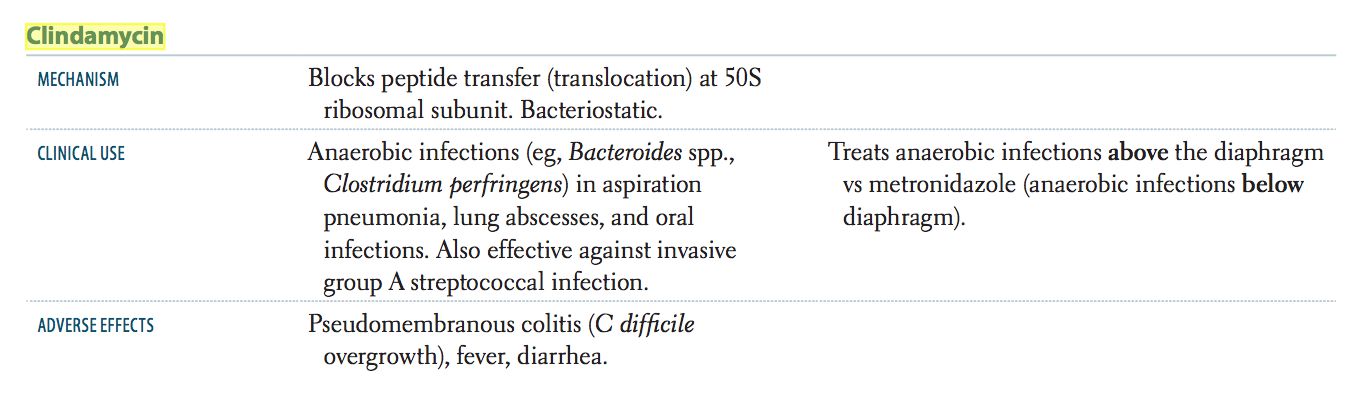 Clindamycin
MECHANISM
Blocks peptide transfer (translocation) at 50S
ribosomal subunit. Bacteriostatic.
CLINICAL USE
Anaerobic infections (eg, Bacteroides spp.,
Clostridium perfringens) in aspiration
pneumonia, lung abscesses, and oral
infections. Also effective against invasive
group A streptococcal infection.
Treats anaerobic infections above the diaphragm
vs metronidazole (anaerobic infections below
diaphragm).
ADVERSE EFFECTS
Pseudomembranous colitis (C difficile
overgrowth), fever, diarrhea.